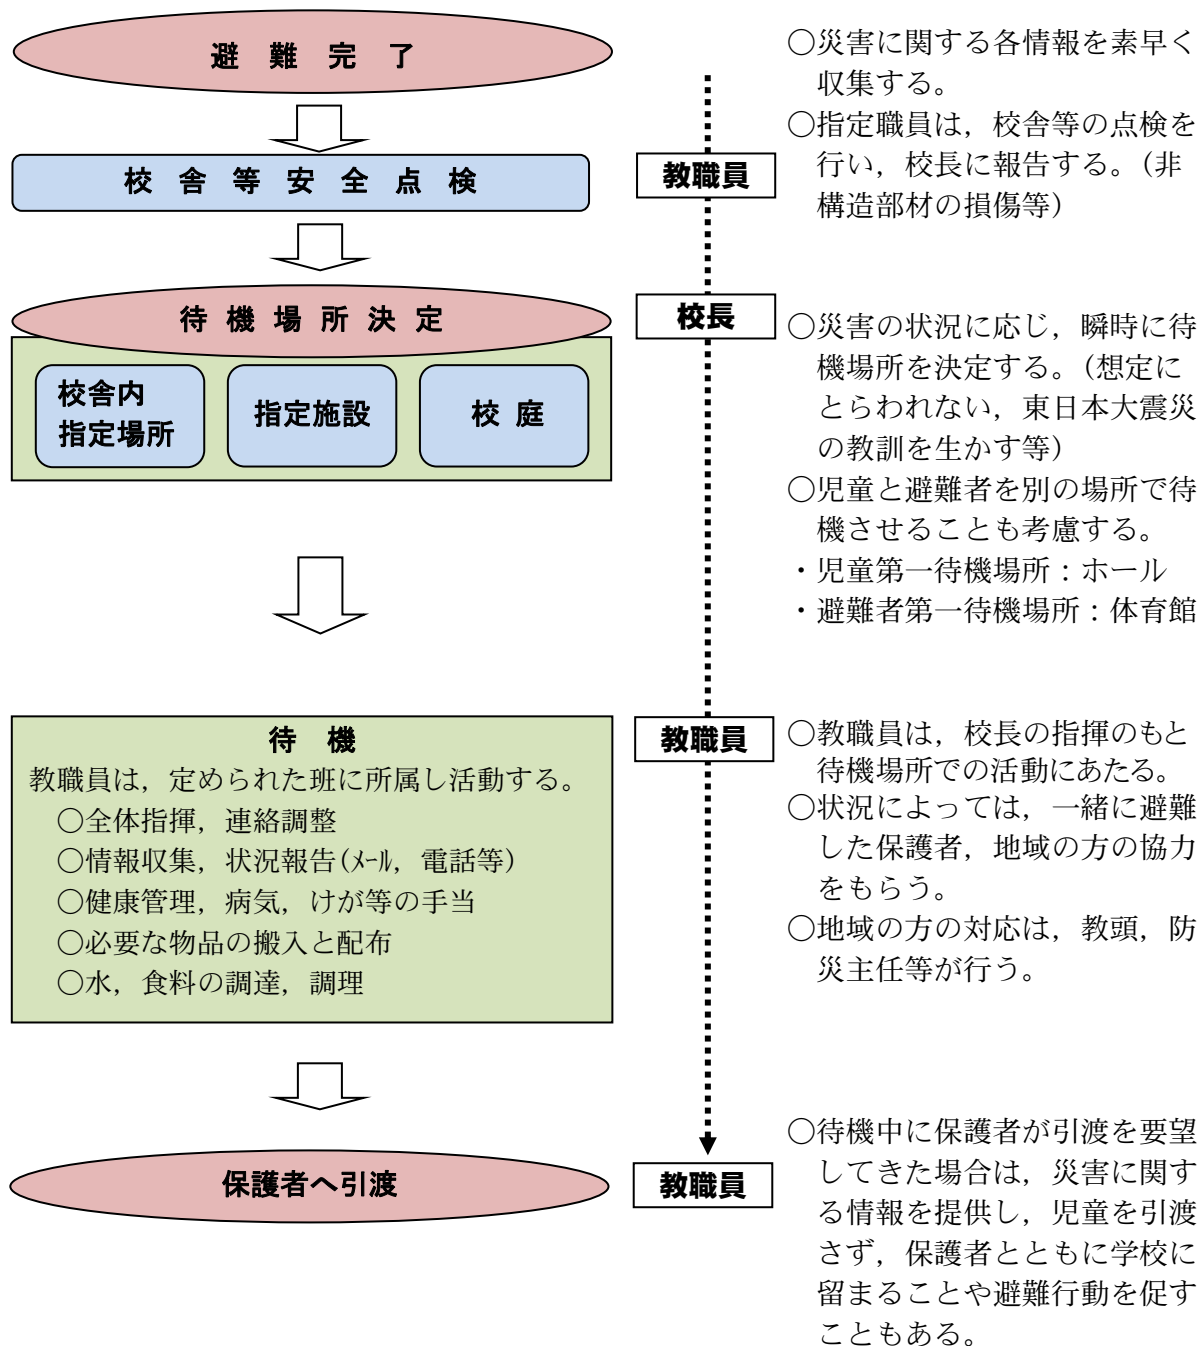 避　難　完　了
○災害に関する各情報を素早く
収集する。
○指定職員は，校舎等の点検を
行い，校長に報告する。（非
構造部材の損傷等）
校　舎　等　安　全　点　検
教職員
待　機　場　所　決　定
校長
校舎内
指定場所
指定施設
校　庭
○災害の状況に応じ，瞬時に待
機場所を決定する。（想定に
とらわれない，東日本大震災
の教訓を生かす等）
○児童と避難者を別の場所で待
機させることも考慮する。
・児童第一待機場所：ホール
・避難者第一待機場所：体育館
待　機
教職員は，定められた班に所属し活動する。
○全体指揮，連絡調整
○情報収集，状況報告（ﾒｰﾙ，電話等）
○健康管理，病気，けが等の手当
○必要な物品の搬入と配布
○水，食料の調達，調理
教職員
○教職員は，校長の指揮のもと
待機場所での活動にあたる。
○状況によっては，一緒に避難
した保護者，地域の方の協力
をもらう。
○地域の方の対応は，教頭，防
災主任等が行う。
保護者へ引渡
教職員
○待機中に保護者が引渡を要望
してきた場合は，災害に関す
る情報を提供し，児童を引渡
さず，保護者とともに学校に
留まることや避難行動を促す
こともある。